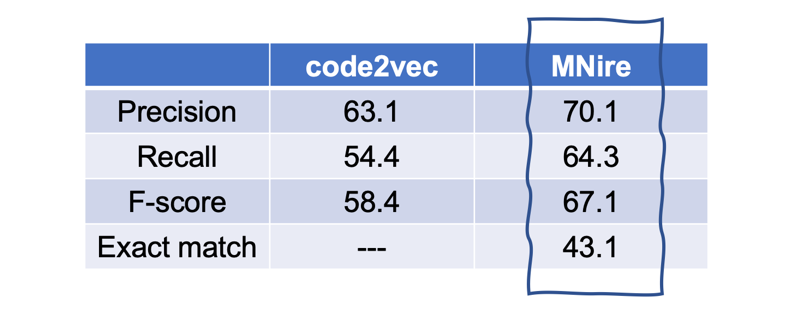 code2vec MNire
Precision 63.1 70.1
Recall 54.4 64.3
F-score 58.4 67.1
Exact match --- 43.1